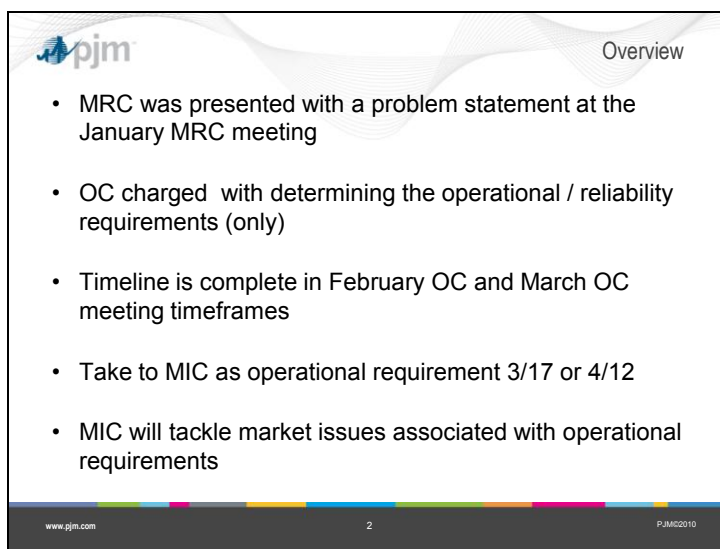 pjm™
Overview
• MRC was presented with a problem statement at the
January MRC meeting
• OC charged  with determining the operational / reliability
requirements (only)
• Timeline is complete in February OC and March OC
meeting timeframes
• Take to MIC as operational requirement 3/17 or 4/12
• MIC will tackle market issues associated with operational
requirements
www.pjm.com
2
PJM©2010